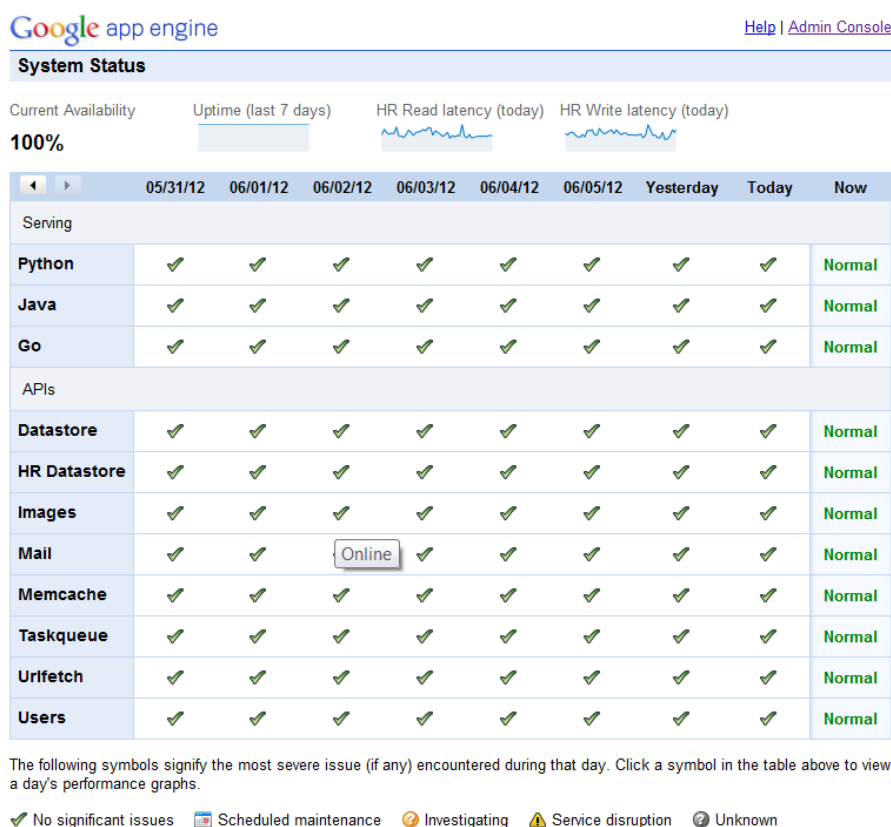 Google app engine
Help | Admin Console
System Status
Current Availability Uptime (last 7 days) HR Read latency (today) HR Write latency (today)
100%
05/31/12 06/01/12 06/02/12 06/03/12 06/04/12 06/05/12 Yesterday Today Now
Serving
Python Normal
Java Normal
Go Normal
APIs
Datastore Normal
HR Datastore Normal
Images Normal
Mail Online Normal
Memcache Normal
Taskqueue Normal
Urlfetch Normal
Users Normal
The following symbols signify the most severe issue (if any) encountered during that day. Click a symbol in the table above to view
a day's performance graphs.
No significant issues Scheduled maintenance Investigating Service disruption Unknown